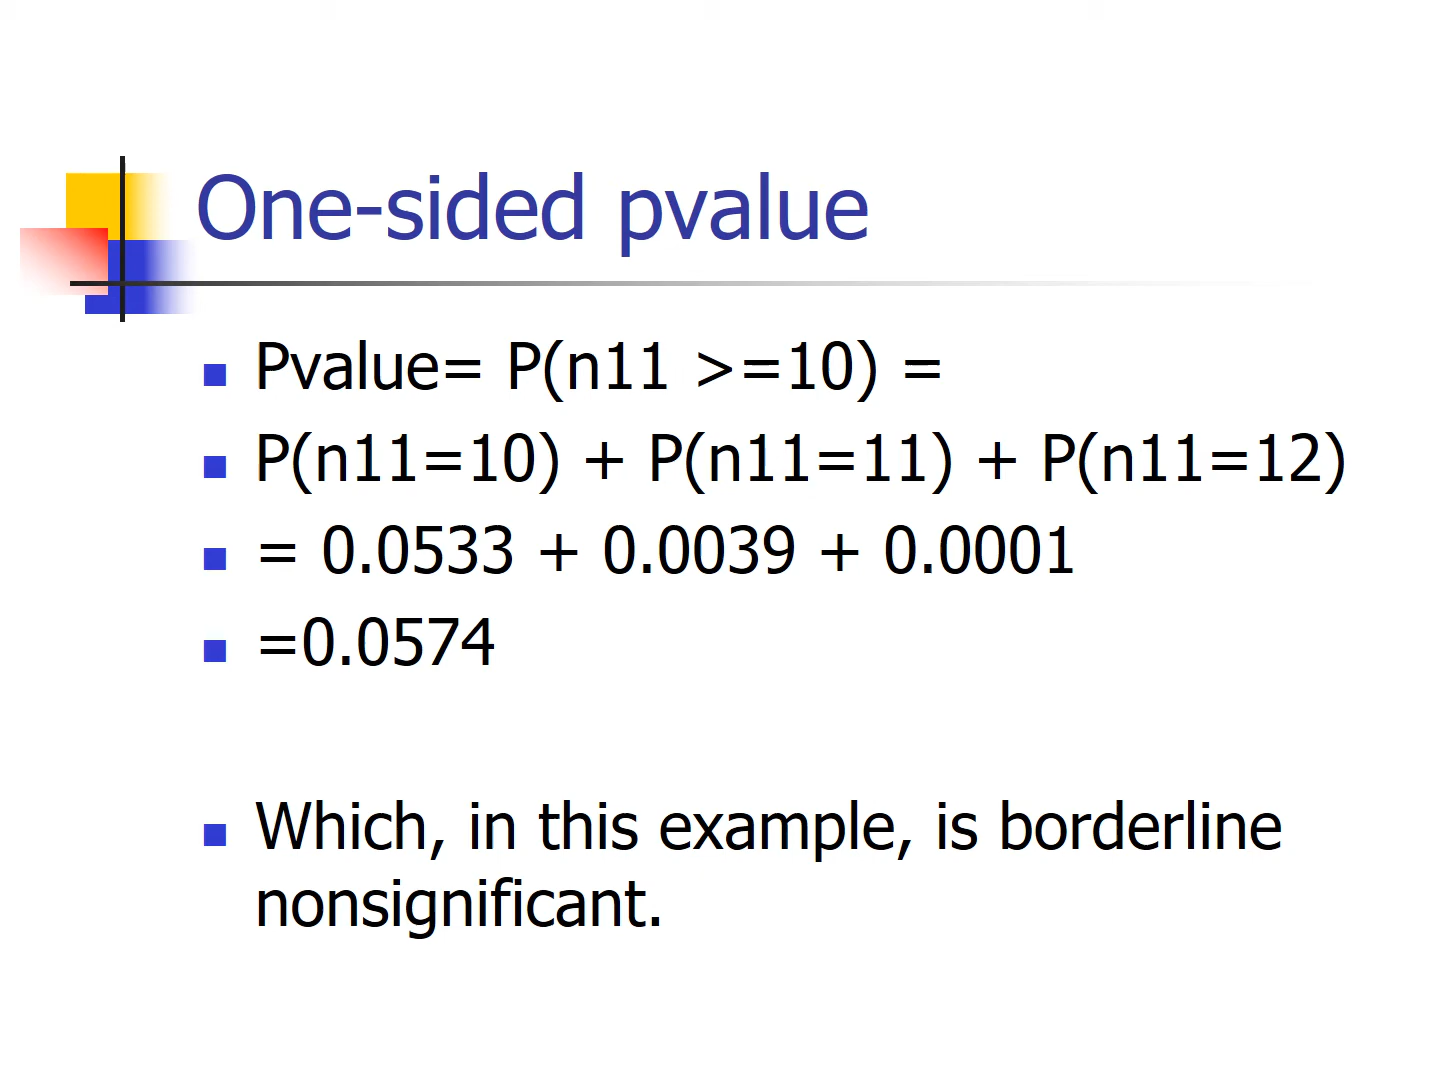 One-sided pvalue
Pvalue= P(n11 >=10) =
P(n11=10) + P(n11=11) + P(n11=12)
= 0.0533 + 0.0039 + 0.0001
=0.0574
Which, in this example, is borderline
nonsignificant.